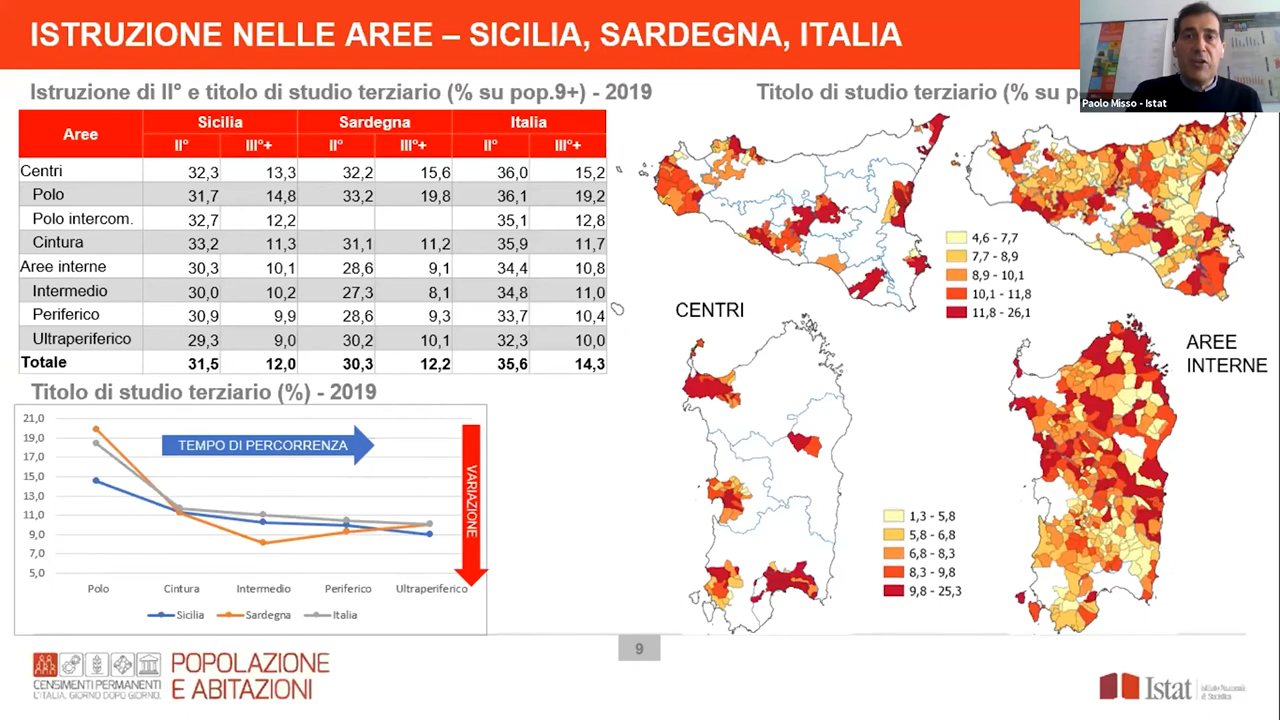 ISTRUZIONE NELLE AREE – SICILIA, SARDEGNA, ITALIA
Paolo Misso - Istat
Istruzione di II° e titolo di studio terziario (% su pop.9+) - 2019
Titolo di studio terziario (% su p
Aree Sicilia Sardegna Italia
II° III°+ II° III°+ II° III°+
Centri 32,3 13,3 32,2 15,6 36,0 15,2
Polo 31,7 14,8 33,2 19,8 36,1 19,2
Polo intercom. 32,7 12,2 35,1 12,8
Cintura 33,2 11,3 31,1 11,2 35,9 11,7
Aree interne 30,3 10,1 28,6 9,1 34,4 10,8
Intermedio 30,0 10,2 27,3 8,1 34,8 11,0
Periferico 30,9 9,9 28,6 9,3 33,7 10,4
Ultraperiferico 29,3 9,0 30,2 10,1 32,3 10,0
Totale 31,5 12,0 30,3 12,2 35,6 14,3
Titolo di studio terziario (%) - 2019
21,0
19,0
17,0
15,0
13,0
11,0
9,0
7,0
5,0
TEMPO DI PERCORRENZA
VARIAZIONE
Polo Cintura Intermedio Periferico Ultraperiferico
Sicilia Sardegna Italia
4,6 - 7,7
7,7 - 8,9
8,9 - 10,1
10,1 - 11,8
11,8 - 26,1
CENTRI
AREE
INTERNE
1,3 - 5,8
5,8 - 6,8
6,8 - 8,3
8,3 - 9,8
9,8 - 25,3
9
CENSIMENTI PERMANENTI
L'ITALIA. GIORNO DOPO GIORNO.
POPOLAZIONE
E ABITAZIONI
Istat
Istituto Nazionale
di Statistica